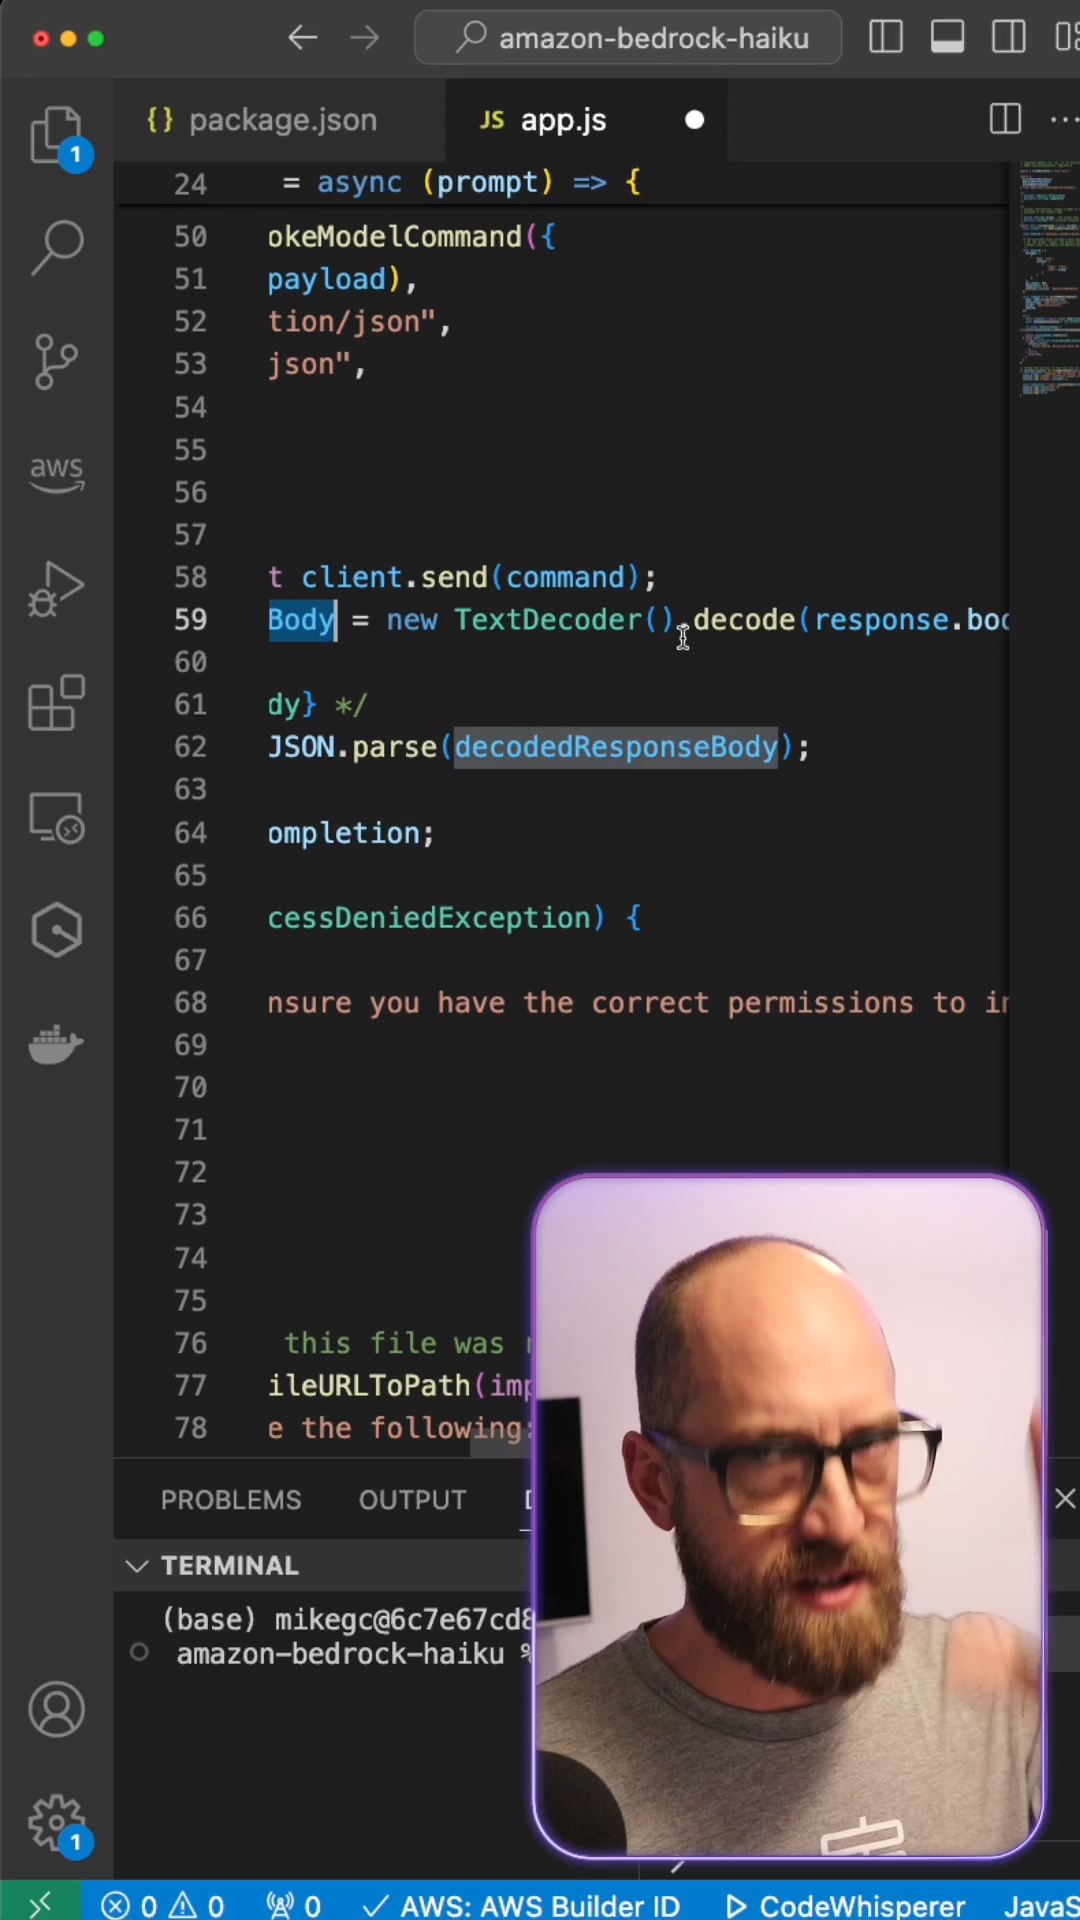 amazon-bedrock-haiku
1
{} package.json
JS app.js
24 = async (prompt) => {
50 okeModelCommand({
51 payload),
52 tion/json",
53 json",
54
55
56
57
58 t client.send(command);
59 Body = new TextDecoder().decode(response.boc
60
61 dy} */
62 JSON.parse(decodedResponseBody);
63
64 ompletion;
65
66 cessDeniedException) {
67
68 nsure you have the correct permissions to in
69
70
71
72
73
74
75
76 this file was
77 ileURLToPath(imp
78 e the following:
aws
PROBLEMS OUTPUT
TERMINAL
(base) mikegc@6c7e67cd8
amazon-bedrock-haiku %
1
0 0 0 AWS: AWS Builder ID CodeWhisperer JavaS